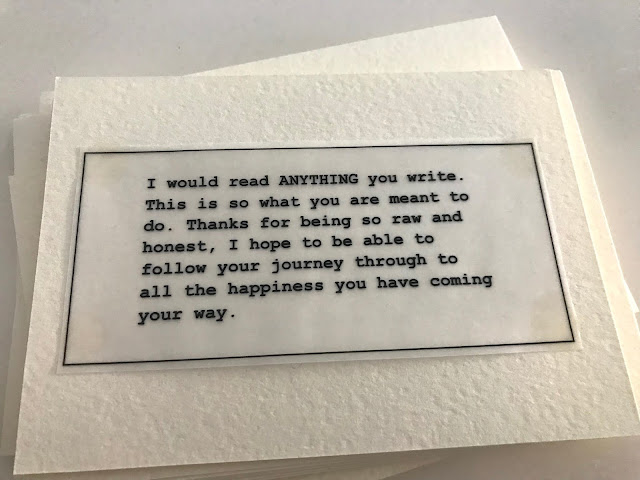 I would read ANYTHING you write.
This is so what you are meant to
do. Thanks for being so raw and
honest, I hope to be able to
follow your journey through to
all the happiness you have coming
your way.